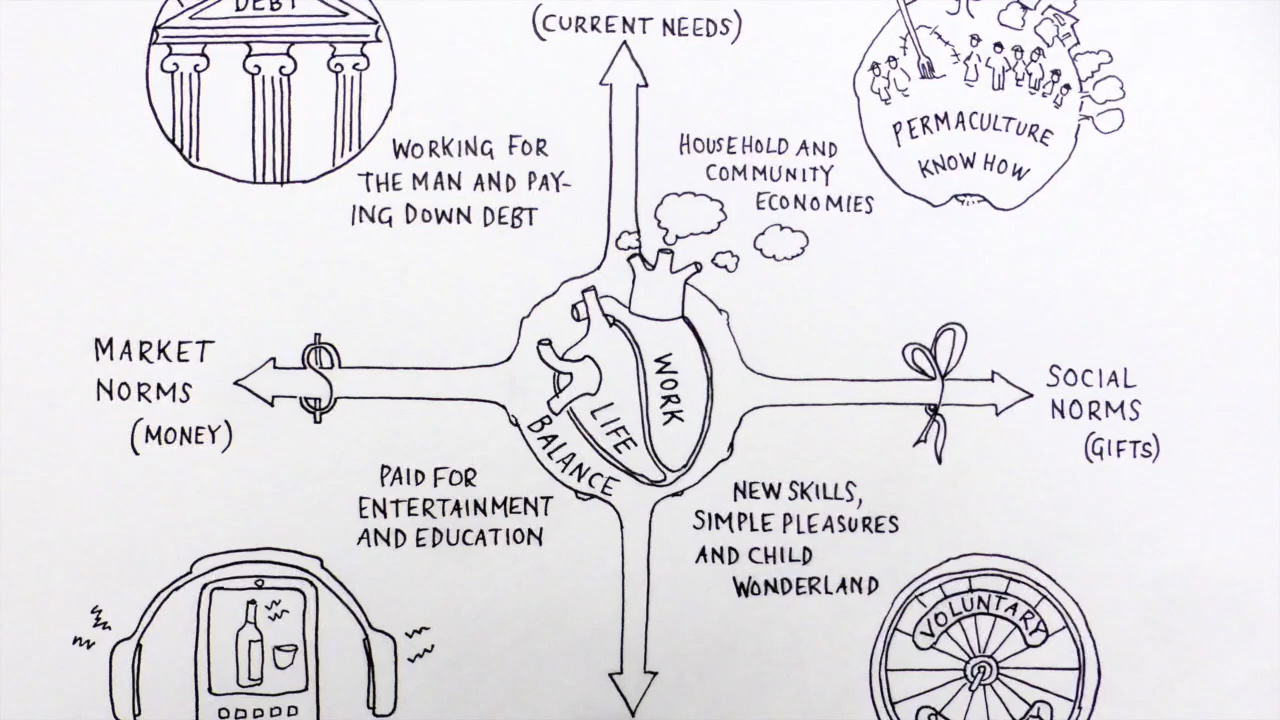 DEBT
(CURRENT NEEDS)
PERMACULTURE
KNOW HOW
WORKING FOR
THE MAN AND PAY-
ING DOWN DEBT
HOUSEHOLD AND
COMMUNITY
ECONOMIES
MARKET
NORMS
(MONEY)
$
WORK
LIFE
BALANCE
SOCIAL
NORMS
(GIFTS)
PAID FOR
ENTERTAINMENT
AND EDUCATION
NEW SKILLS,
SIMPLE PLEASURES
AND CHILD
WONDERLAND
VOLUNTARY